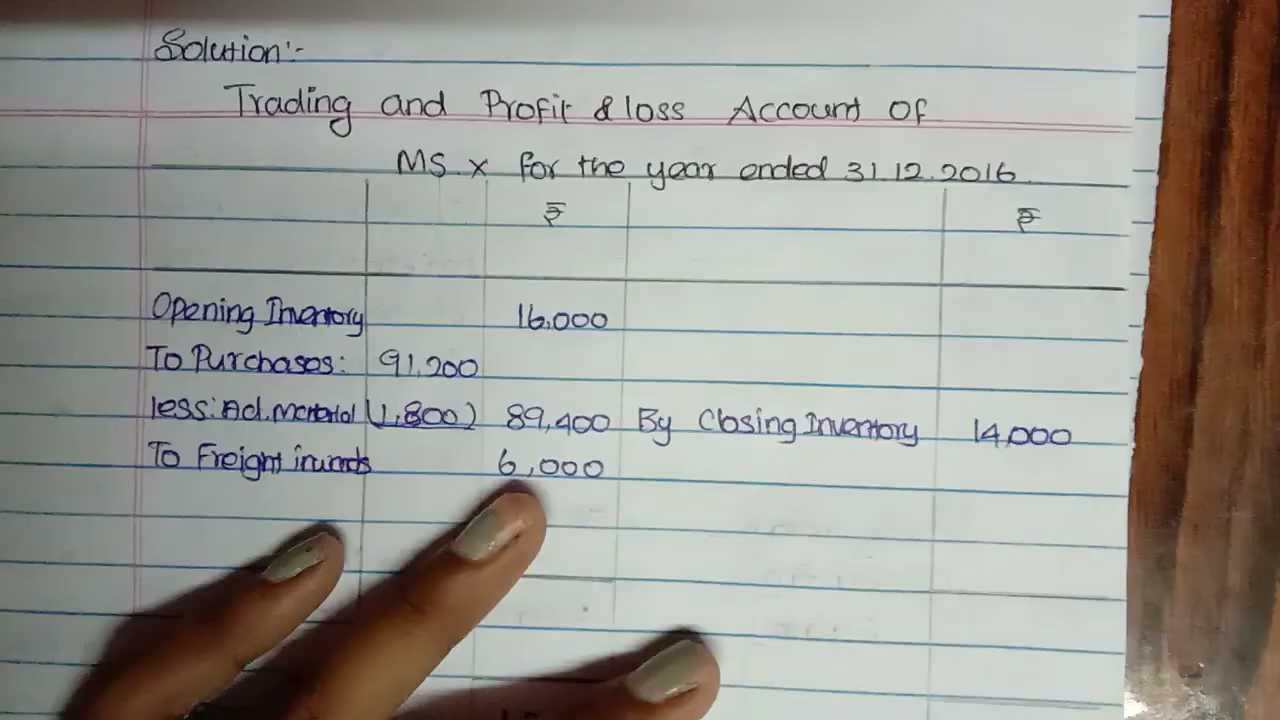 Solution:-
Trading and Profit & loss Account of
MS. X for the year ended 31.12.2016
₹ ₹
Opening Inventory 16,000
To Purchases: 91,200
less: Ad. Material (1,800) 89,400 By Closing Inventory 14,000
To Freight inwards 6,000